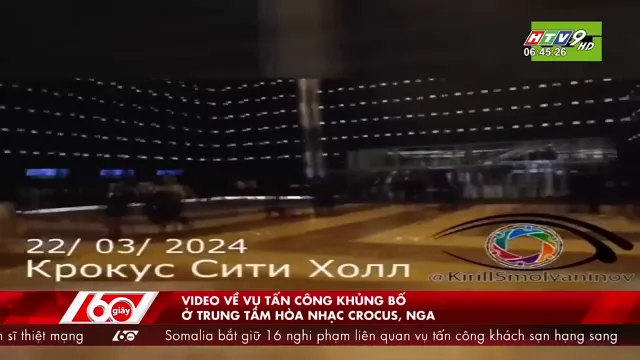 HTV9 HD
06:45:26
22/ 03/ 2024
Крокус Сити Холл
@KirillSmolyaninov
60 giây
VIDEO VỀ VỤ TẤN CÔNG KHỦNG BỐ
Ở TRUNG TÂM HÒA NHẠC CROCUS, NGA
n sĩ thiệt mạng 60 Somalia bắt giữ 16 nghi phạm liên quan vụ tấn công khách sạn hạng sang